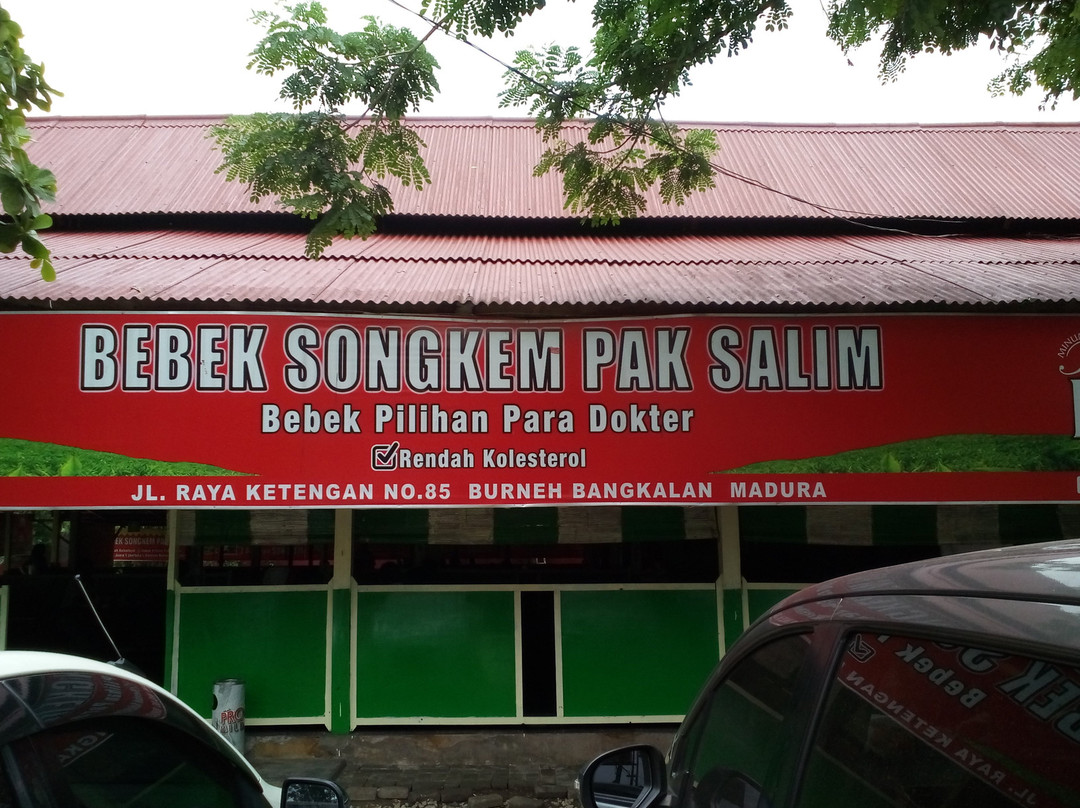 BEBEK SONGKEM PAK SALIM
Bebek Pilihan Para Dokter
Rendah Kolesterol
JL. RAYA KETENGAN NO.85 BURNEH BANGKALAN MADURA